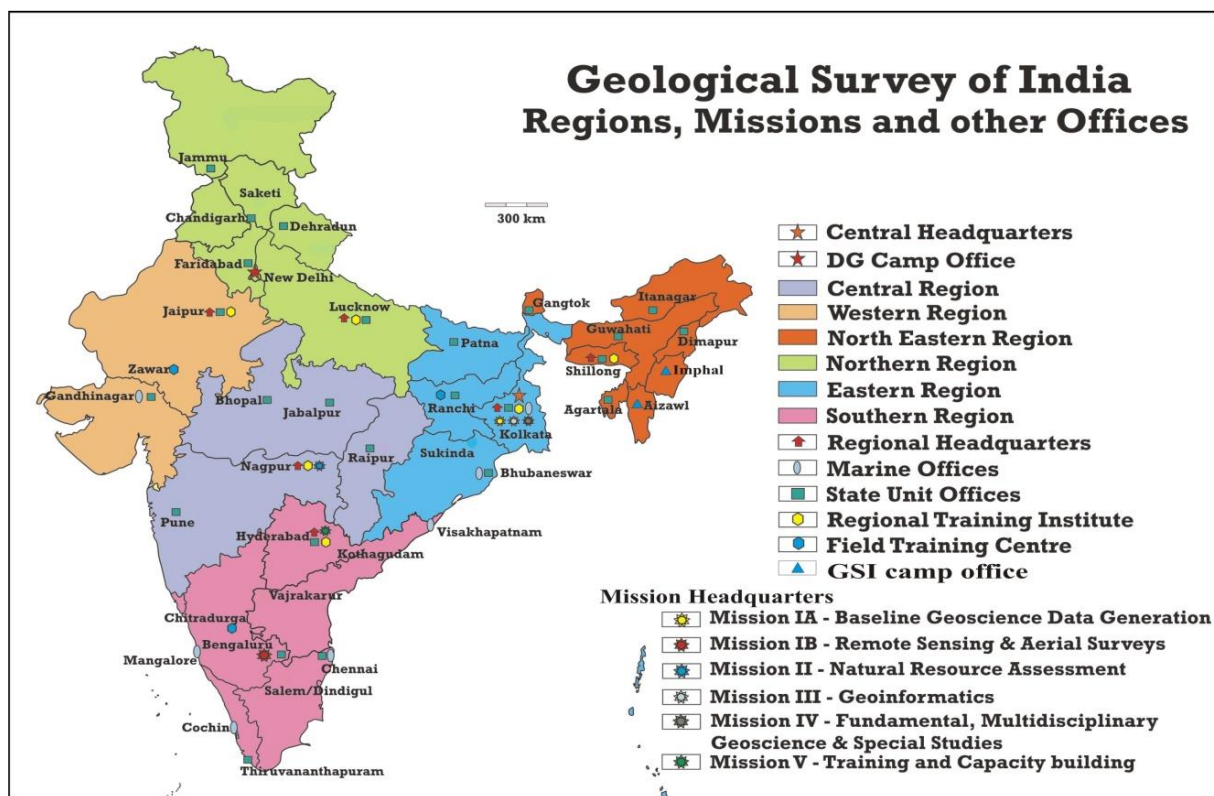 Geological Survey of India
Regions, Missions and other Offices
Jammu
Saketi
Chandigarh
Dehradun
300 km
Faridabad
New Delhi
Jaipur
Lucknow
Gangtok
Itanagar
Guwahati
Dimapur
Patna
Shillong
Imphal
Zawar
Gandhinagar
Bhopal
Jabalpur
Ranchi
Kolkata
Agartala
Aizawl
Nagpur
Raipur
Sukinda
Bhubaneswar
Pune
Hyderabad
Kothagudam
Visakhapatnam
Vajrakarur
Chitradurga
Bengaluru
Mangalore
Chennai
Salem/Dindigul
Cochin
Thiruvananthapuram
Central Headquarters
DG Camp Office
Central Region
Western Region
North Eastern Region
Northern Region
Eastern Region
Southern Region
Regional Headquarters
Marine Offices
State Unit Offices
Regional Training Institute
Field Training Centre
GSI camp office
Mission Headquarters
Mission IA - Baseline Geoscience Data Generation
Mission IB - Remote Sensing & Aerial Surveys
Mission II - Natural Resource Assessment
Mission III - Geoinformatics
Mission IV - Fundamental, Multidisciplinary
Geoscience & Special Studies
Mission V - Training and Capacity building